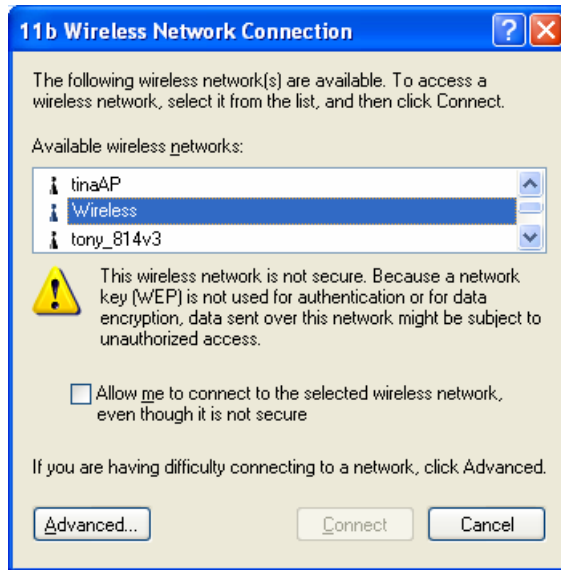 11b Wireless Network Connection
The following wireless network(s) are available. To access a
wireless network, select it from the list, and then click Connect.
Available wireless networks:
tinaAP
Wireless
tony_814v3
This wireless network is not secure. Because a network
key (WEP) is not used for authentication or for data
encryption, data sent over this network might be subject to
unauthorized access.
Allow me to connect to the selected wireless network,
even though it is not secure
If you are having difficulty connecting to a network, click Advanced.
Advanced... Connect Cancel